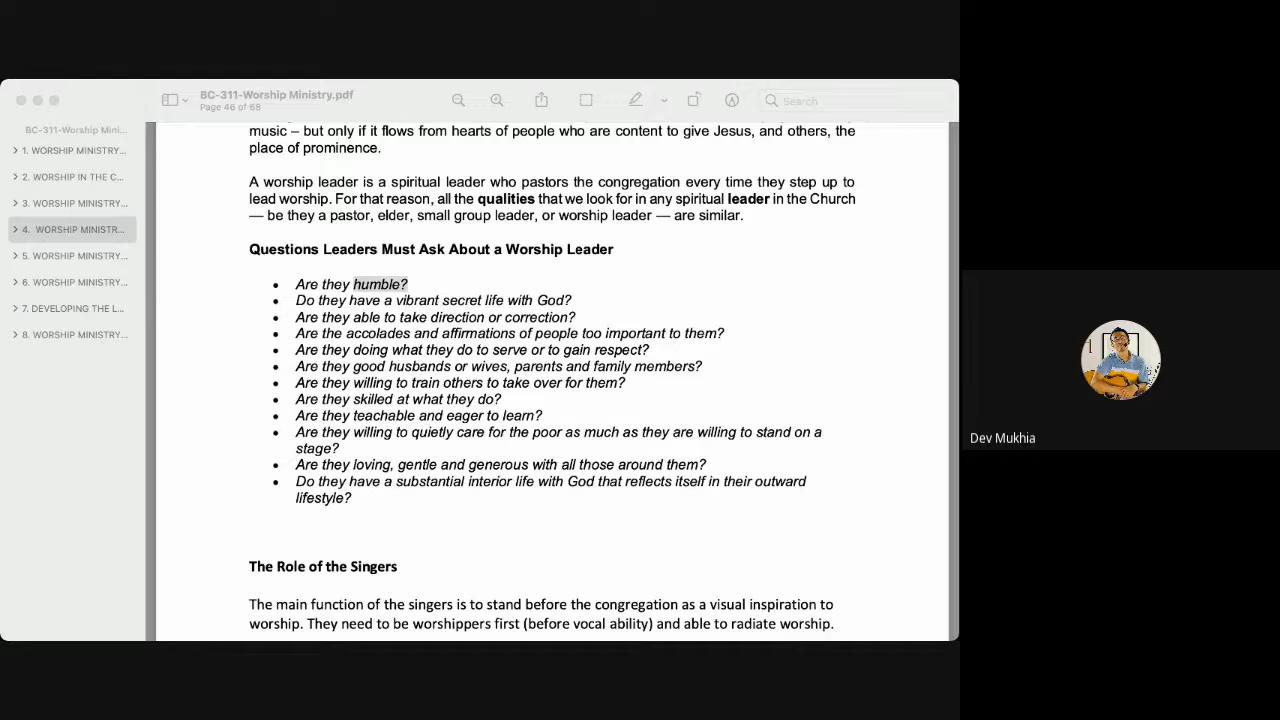 BC-311-Worship Ministry.pdf
Page 46 of 68
Search
BC-311-Worship Mini...
1. WORSHIP MINISTRY...
2. WORSHIP IN THE C...
3. WORSHIP MINISTRY...
4. WORSHIP MINISTR...
5. WORSHIP MINISTRY...
6. WORSHIP MINISTRY...
7. DEVELOPING THE L...
8. WORSHIP MINISTRY...
music – but only if it flows from hearts of people who are content to give Jesus, and others, the
place of prominence.
A worship leader is a spiritual leader who pastors the congregation every time they step up to
lead worship. For that reason, all the qualities that we look for in any spiritual leader in the Church
— be they a pastor, elder, small group leader, or worship leader — are similar.
Questions Leaders Must Ask About a Worship Leader
• Are they humble?
• Do they have a vibrant secret life with God?
• Are they able to take direction or correction?
• Are the accolades and affirmations of people too important to them?
• Are they doing what they do to serve or to gain respect?
• Are they good husbands or wives, parents and family members?
• Are they willing to train others to take over for them?
• Are they skilled at what they do?
• Are they teachable and eager to learn?
• Are they willing to quietly care for the poor as much as they are willing to stand on a
stage?
• Are they loving, gentle and generous with all those around them?
• Do they have a substantial interior life with God that reflects itself in their outward
lifestyle?
The Role of the Singers
The main function of the singers is to stand before the congregation as a visual inspiration to
worship. They need to be worshippers first (before vocal ability) and able to radiate worship.
Dev Mukhia